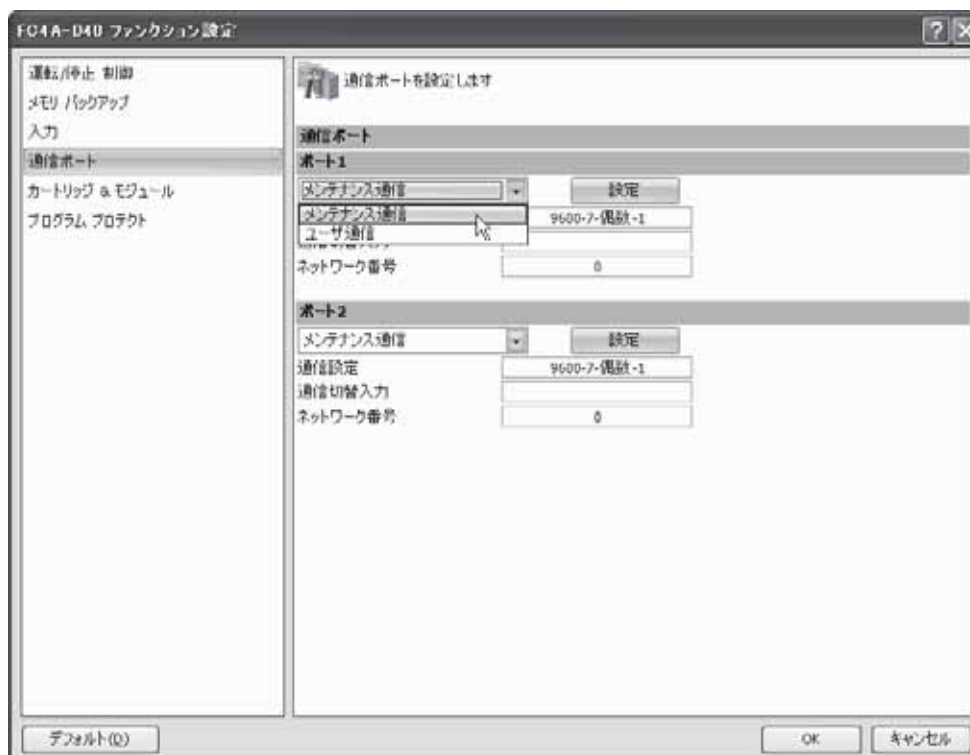 FC4A-D40 ファンクション設定
運転/停止 制御
メモリ バックアップ
入力
通信ポート
カートリッジ & モジュール
プログラム プロテクト
通信ポートを設定します
通信ポート
ポート1
メンテナンス通信
設定
メンテナンス通信
9600-7-偶数-1
ユーザ通信
ネットワーク番号
0
ポート2
メンテナンス通信
設定
通信設定
9600-7-偶数-1
通信切替入力
ネットワーク番号
0
デフォルト(D)
OK
キャンセル